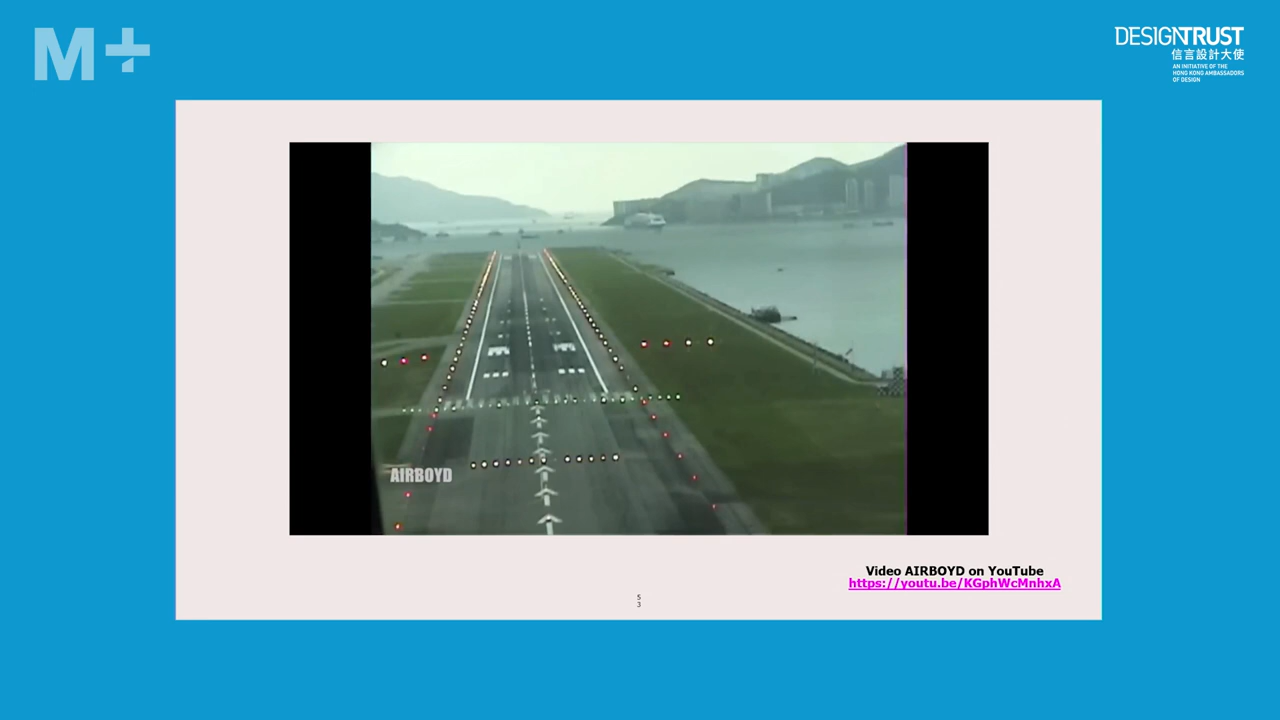 M+
DESIGNTRUST
信言設計大使
AN INITIATIVE OF THE
HONG KONG AMBASSADORS
OF DESIGN
AIRBOYD
Video AIRBOYD on YouTube
https://youtu.be/KGphWcMnhxA
5
3